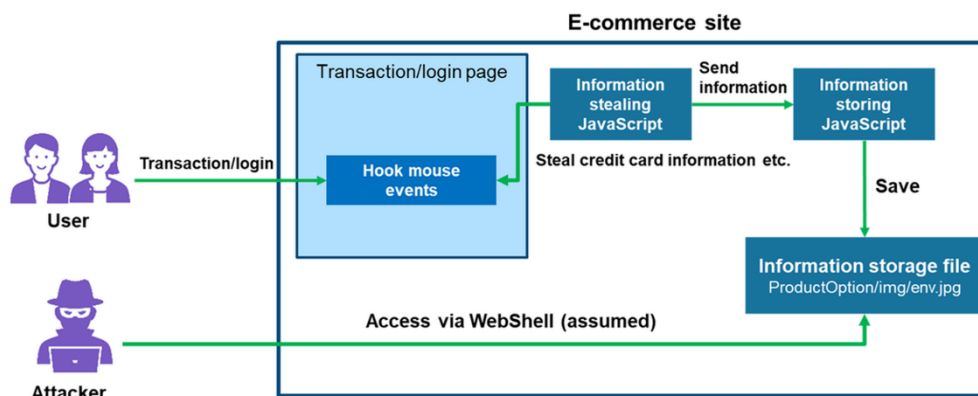 E-commerce site
Transaction/login page
Information
stealing
JavaScript
Send
information
Information
storing
JavaScript
Transaction/login
Hook mouse
events
Steal credit card information etc.
User
Save
Information storage file
ProductOption/img/env.jpg
Access via WebShell (assumed)
Attacker